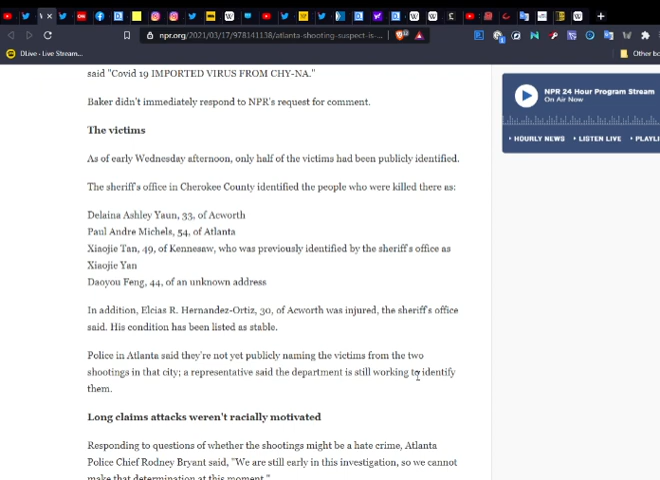 npr.org/2021/03/17/978141138/atlanta-shooting-suspect-is-...
DLive - Live Stream...
Other bo
said "Covid 19 IMPORTED VIRUS FROM CHY-NA."
Baker didn't immediately respond to NPR's request for comment.
The victims
As of early Wednesday afternoon, only half of the victims had been publicly identified.
The sheriff's office in Cherokee County identified the people who were killed there as:
Delaina Ashley Yaun, 33, of Acworth
Paul Andre Michels, 54, of Atlanta
Xiaojie Tan, 49, of Kennesaw, who was previously identified by the sheriff's office as
Xiaojie Yan
Daoyou Feng, 44, of an unknown address
In addition, Elcias R. Hernandez-Ortiz, 30, of Acworth was injured, the sheriff's office
said. His condition has been listed as stable.
Police in Atlanta said they're not yet publicly naming the victims from the two
shootings in that city; a representative said the department is still working to identify
them.
Long claims attacks weren't racially motivated
Responding to questions of whether the shootings might be a hate crime, Atlanta
Police Chief Rodney Bryant said, "We are still early in this investigation, so we cannot
make that determination at this moment."
NPR 24 Hour Program Stream
On Air Now
HOURLY NEWS
LISTEN LIVE
PLAYLI